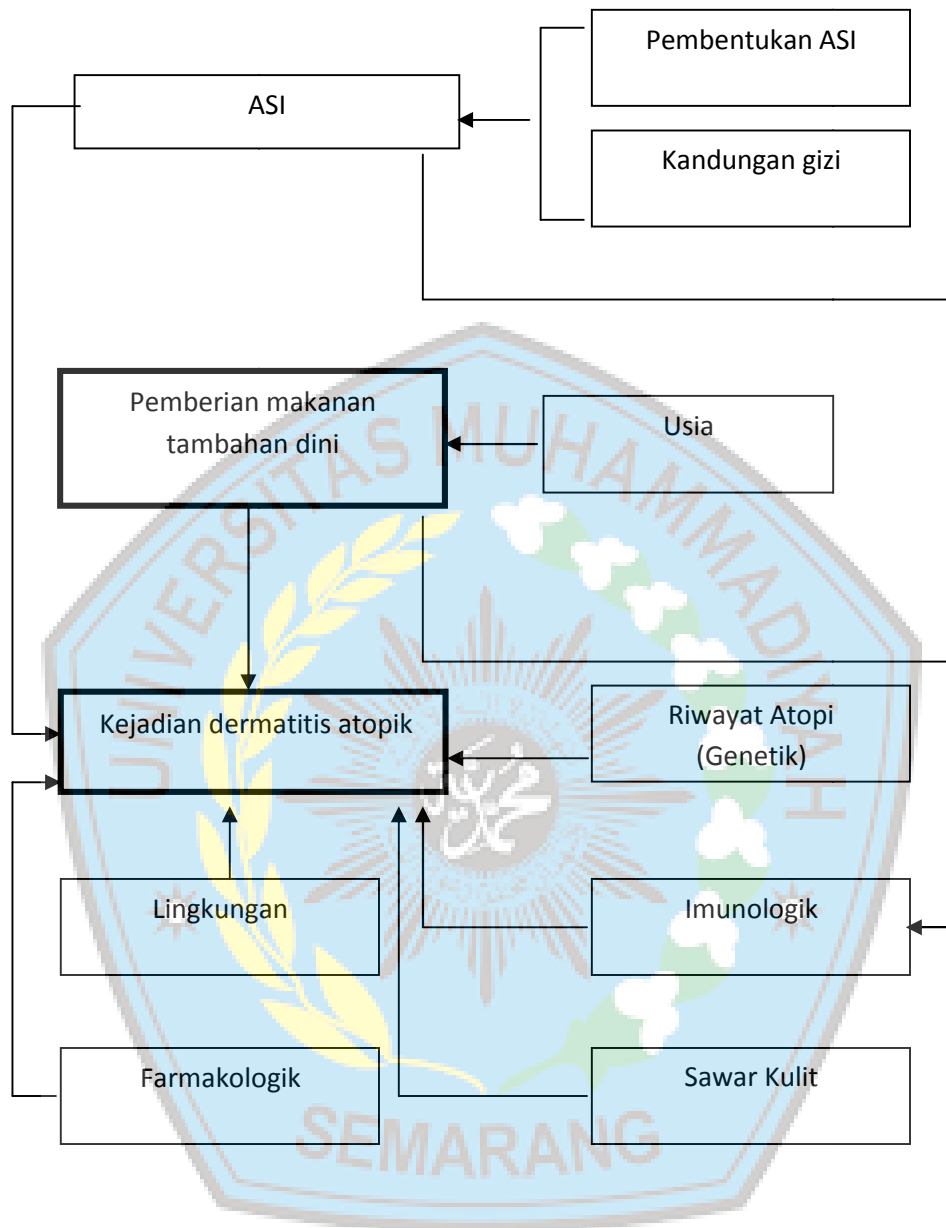 Pembentukan ASI
ASI
Kandungan gizi
Pemberian makanan
tambahan dini
Usia
Kejadian dermatitis atopik
Riwayat Atopi
(Genetik)
Lingkungan
Imunologik
Farmakologik
Sawar Kulit
UNIVERSITAS MUHAMMADIYAH
SEMARANG